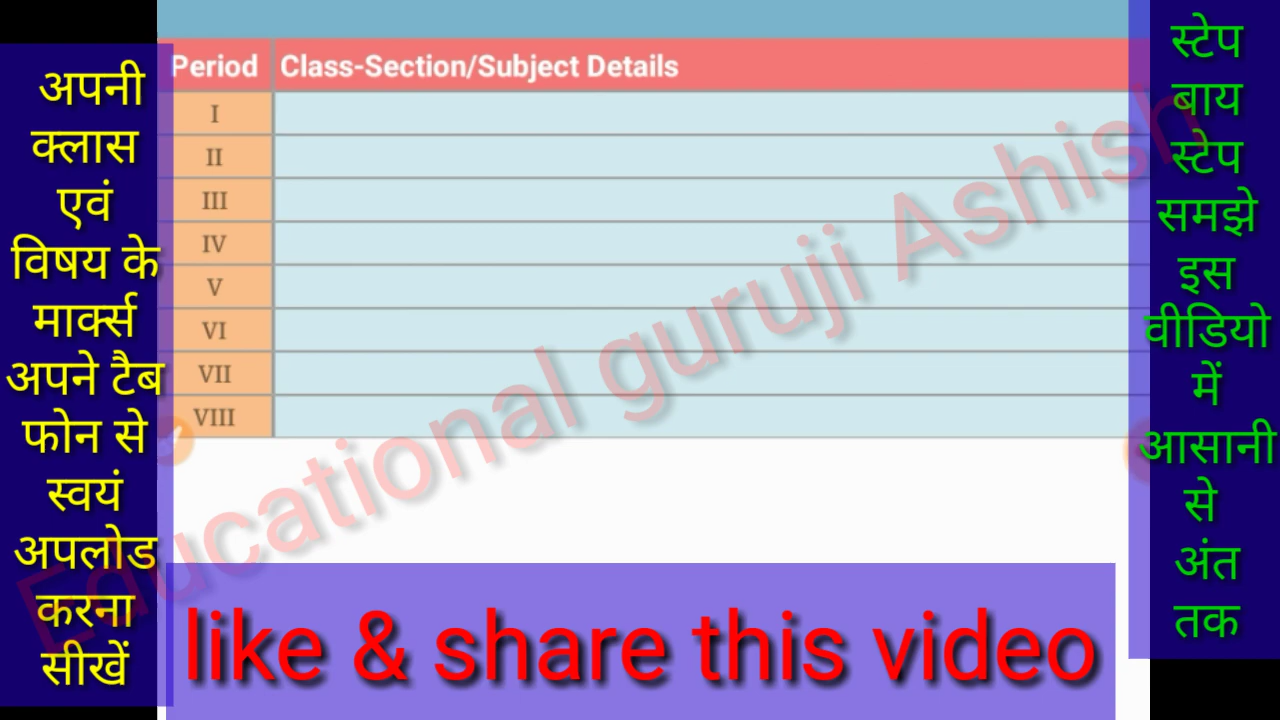 अपनी
क्लास
एवं
विषय के
मार्क्स
अपने टैब
फोन से
स्वयं
अपलोड
करना
सीखें
Period Class-Section/Subject Details
I
II
III
IV
V
VI
VII
VIII
Educational guruji Ashish
like & share this video
स्टेप
बाय
स्टेप
समझे
इस
वीडियो
में
आसानी
से
अंत
तक